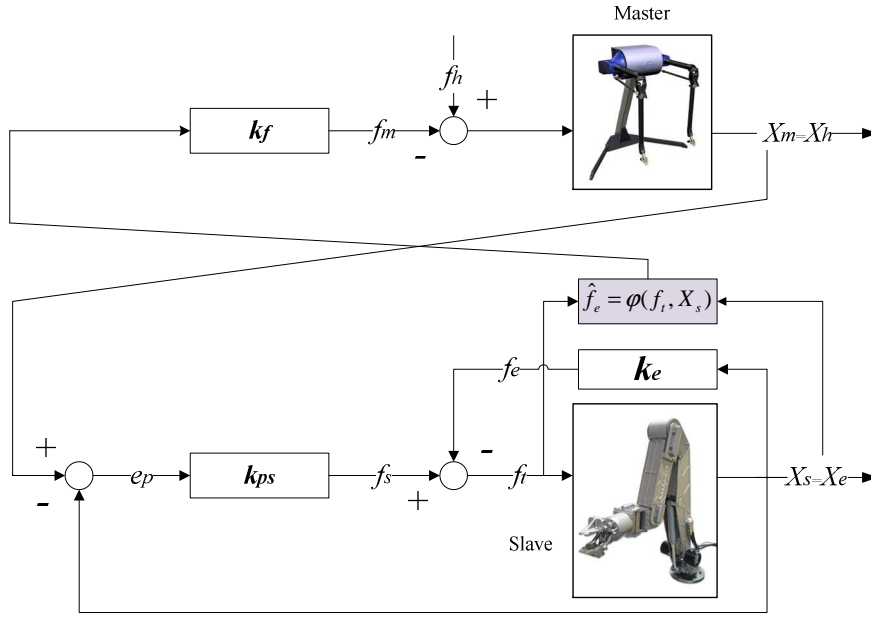 Master
fh
+
kf
fm
-
Xm=Xh
f̂e = φ(ft, Xs)
fe
ke
+
-
ep
kps
fs
+
-
ft
Xs=Xe
Slave